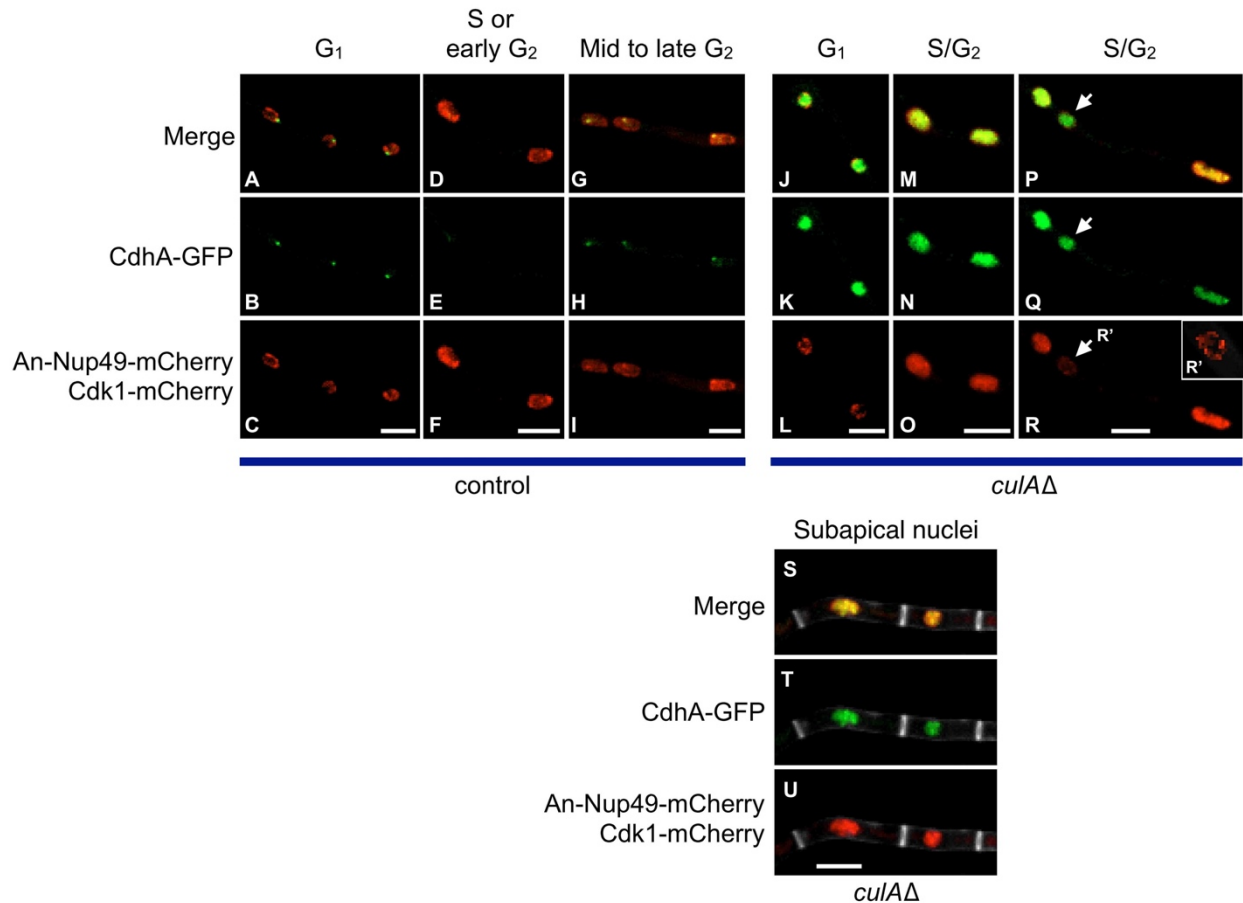 G₁
S or
early G₂
Mid to late G₂
G₁
S/G₂
S/G₂
Merge
A
D
G
J
M
P
CdhA-GFP
B
E
H
K
N
Q
An-Nup49-mCherry
Cdk1-mCherry
C
F
I
L
O
R
R'
R'
control
culAΔ
Subapical nuclei
Merge
S
CdhA-GFP
T
An-Nup49-mCherry
Cdk1-mCherry
U
culAΔ